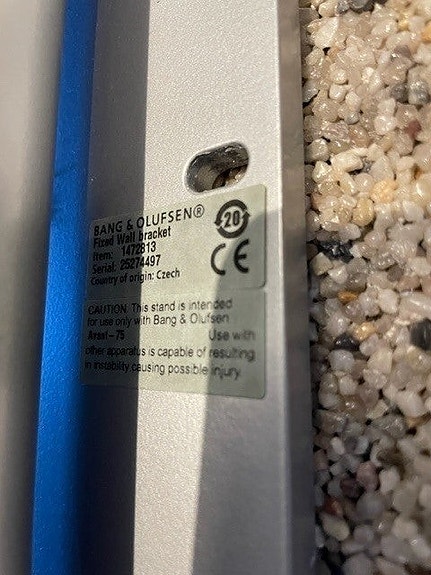 BANG & OLUFSEN®
Fixed Wall bracket
Item: 1472813
Serial: 25274497
Country of origin: Czech
20
CE
CAUTION: This stand is intended
for use only with Bang & Olufsen
75 Use with
other apparatus is capable of resulting
in instability causing possible injury.